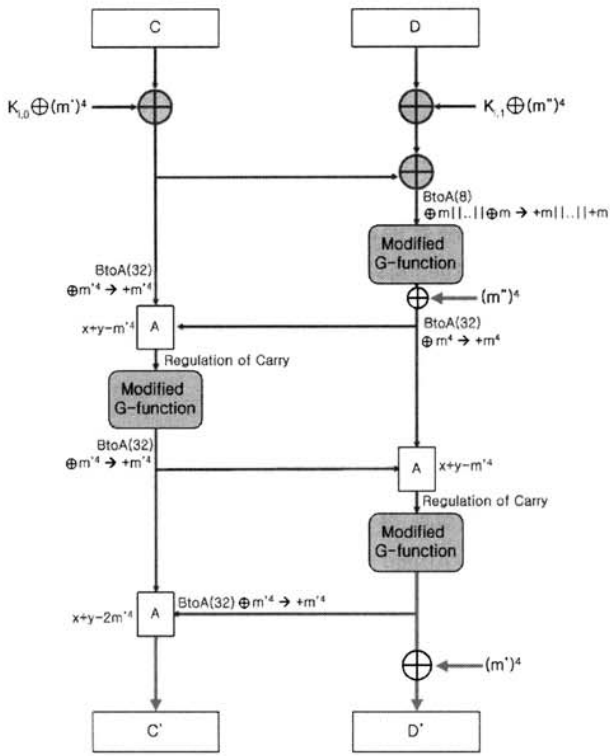 C
D
K i,0 ⊕(m')⁴
K i,1 ⊕(m'')⁴
BtoA(8)
⊕m||..||⊕m → +m||..||+m
Modified
G-function
(m'')⁴
BtoA(32)
⊕m'⁴ → +m'⁴
BtoA(32)
⊕m⁴ → +m⁴
x+y-m'⁴
A
Regulation of Carry
Modified
G-function
BtoA(32)
⊕m'⁴ → +m'⁴
A
x+y-m'⁴
Regulation of Carry
Modified
G-function
x+y-2m'⁴
A
BtoA(32) ⊕m'⁴ → +m'⁴
(m')⁴
C'
D'